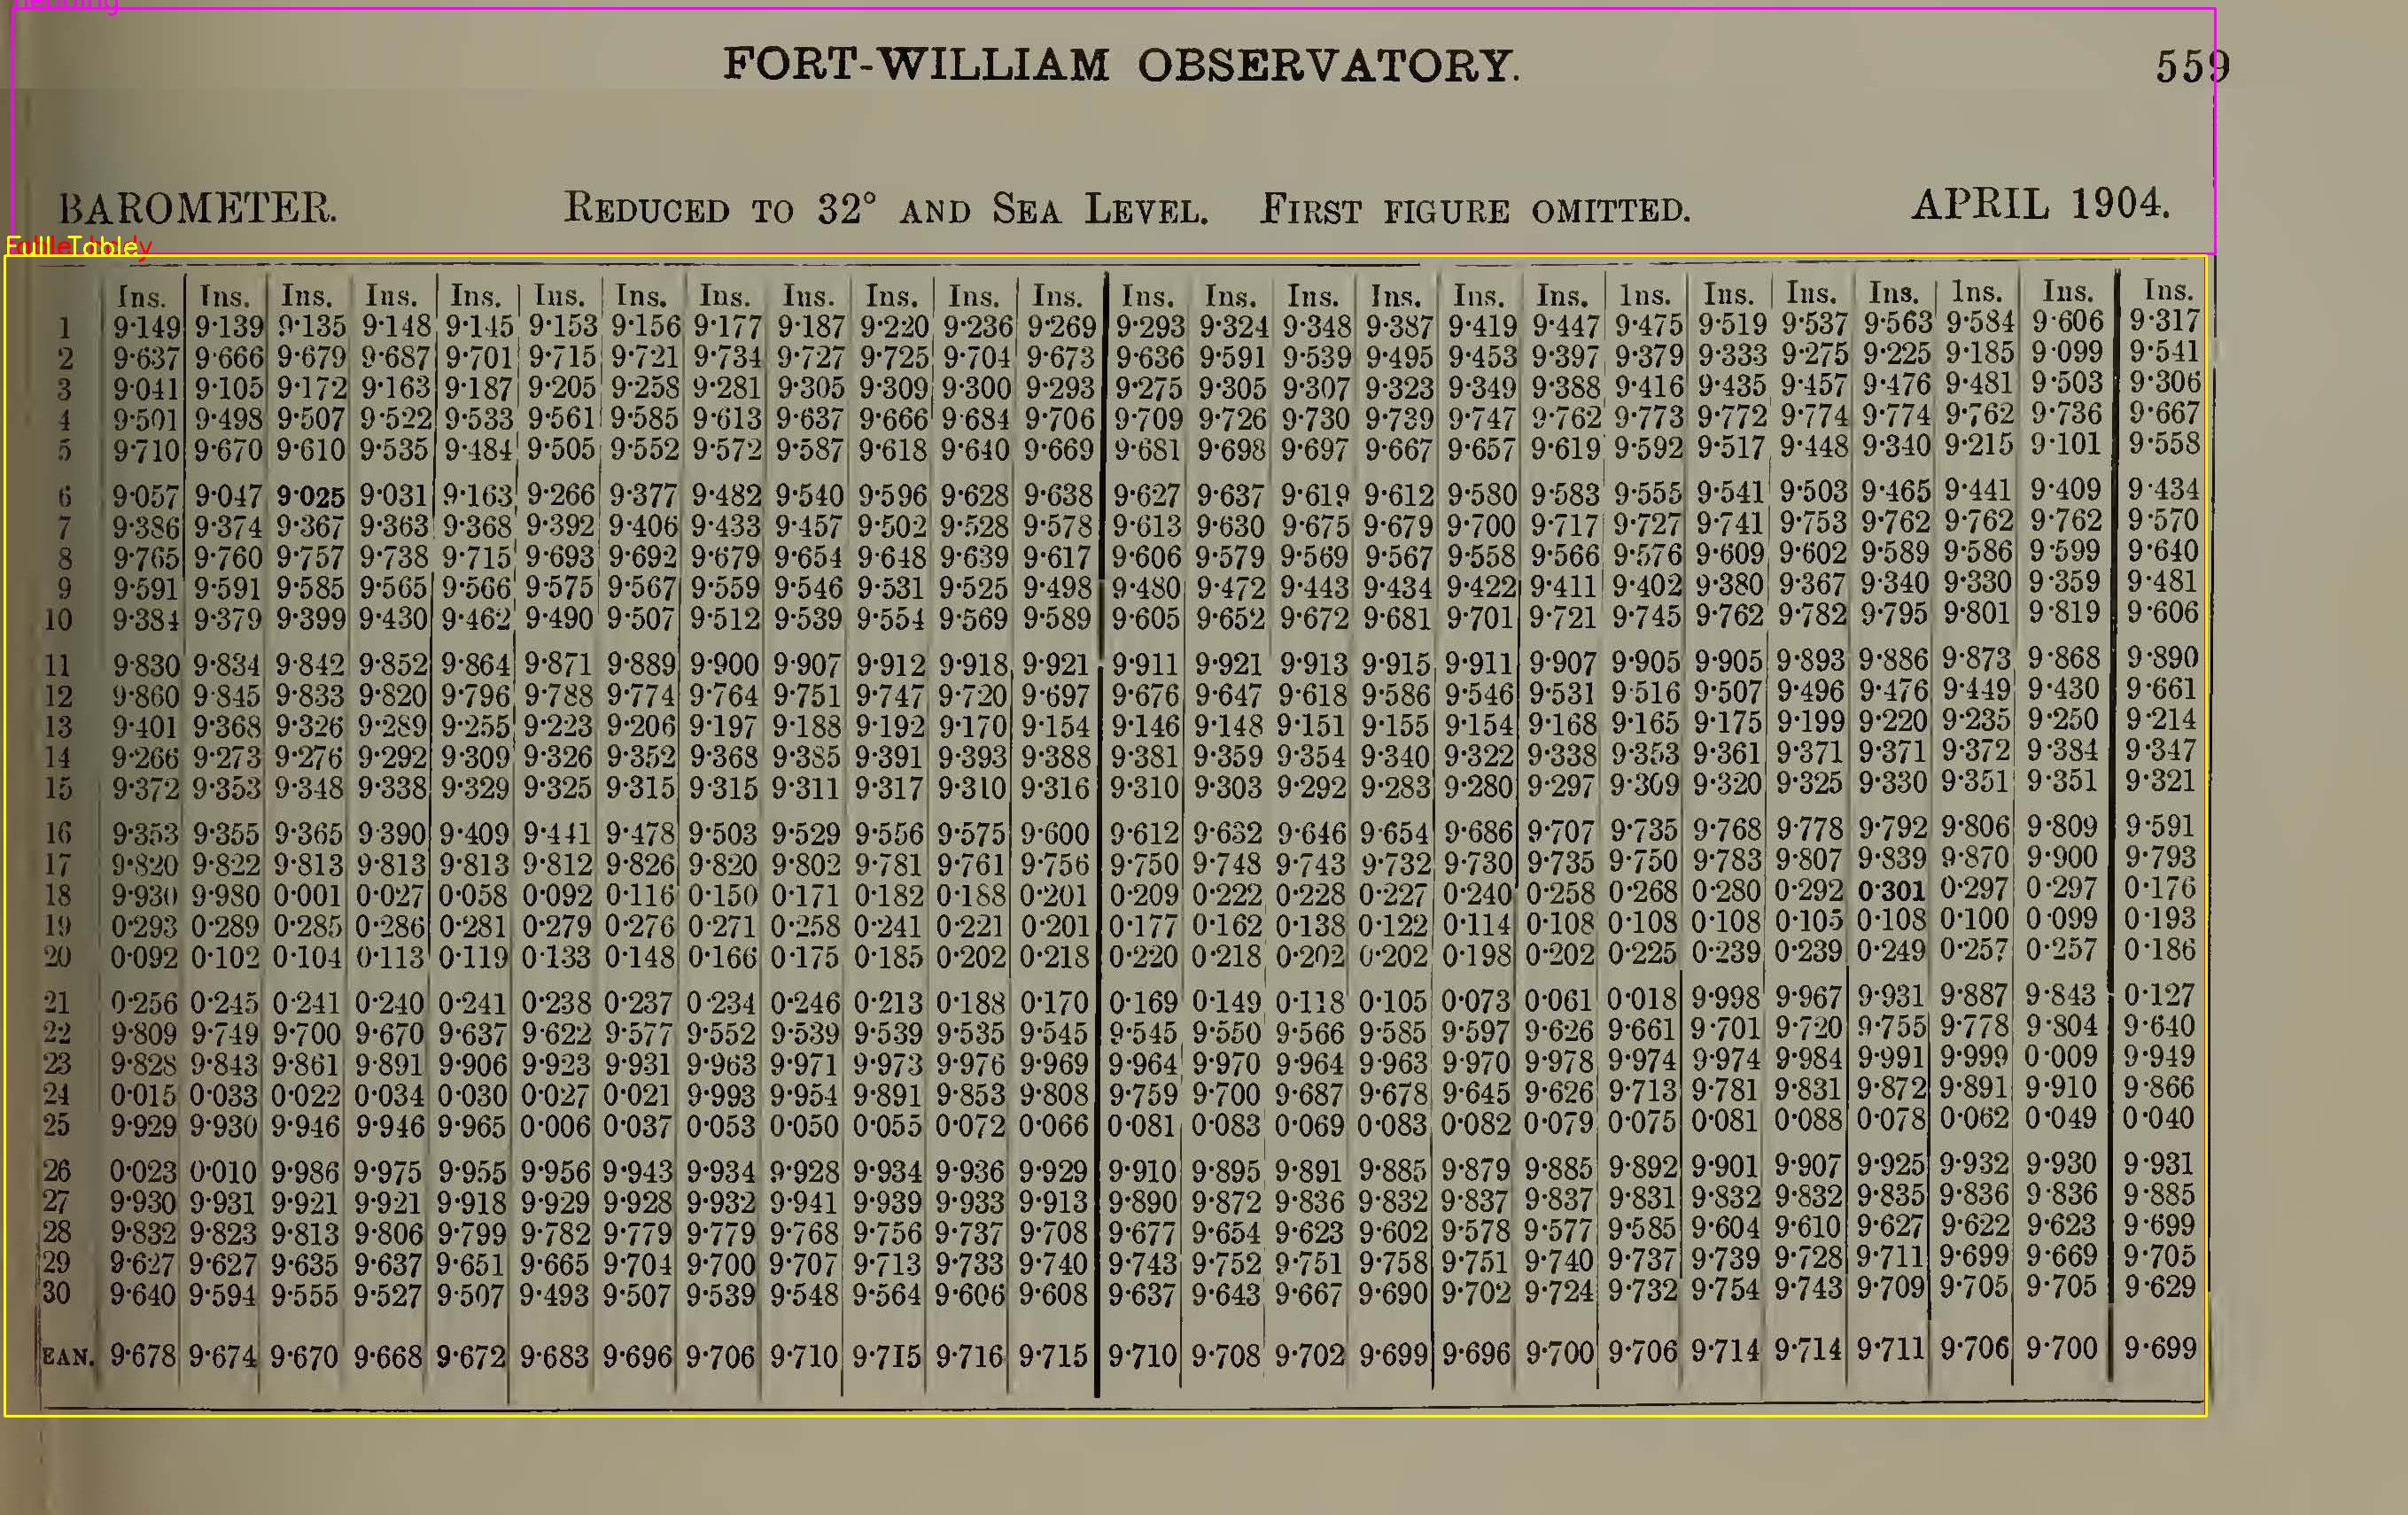 FORT-WILLIAM OBSERVATORY. 559
BAROMETER. REDUCED TO 32° AND SEA LEVEL. FIRST FIGURE OMITTED. APRIL 1904.
Full Table
Ins. Ins. Ins. Ins. Ins. Ins. Ins. Ins. Ins. Ins. Ins. Ins. Ins. Ins. Ins. Ins. Ins. Ins. Ins. Ins. Ins. Ins. Ins. Ins. Ins.
1 9·149 9·139 9·135 9·148 9·145 9·153 9·156 9·177 9·187 9·220 9·236 9·269 9·293 9·324 9·348 9·387 9·419 9·447 9·475 9·519 9·537 9·563 9·584 9·606 9·317
2 9·637 9·666 9·679 9·687 9·701 9·715 9·721 9·734 9·727 9·725 9·704 9·673 9·636 9·591 9·539 9·495 9·453 9·397 9·379 9·333 9·275 9·225 9·185 9·099 9·541
3 9·041 9·105 9·172 9·163 9·187 9·205 9·258 9·281 9·305 9·309 9·300 9·293 9·275 9·305 9·307 9·323 9·349 9·388 9·416 9·435 9·457 9·476 9·481 9·503 9·306
4 9·501 9·498 9·507 9·522 9·533 9·561 9·585 9·613 9·637 9·666 9·684 9·706 9·709 9·726 9·730 9·739 9·747 9·762 9·773 9·772 9·774 9·774 9·762 9·736 9·667
5 9·710 9·670 9·610 9·535 9·484 9·505 9·552 9·572 9·587 9·618 9·640 9·669 9·681 9·698 9·697 9·667 9·657 9·619 9·592 9·517 9·448 9·340 9·215 9·101 9·558
6 9·057 9·047 9·025 9·031 9·163 9·266 9·377 9·482 9·540 9·596 9·628 9·638 9·627 9·637 9·619 9·612 9·580 9·583 9·555 9·541 9·503 9·465 9·441 9·409 9·434
7 9·386 9·374 9·367 9·363 9·368 9·392 9·406 9·433 9·457 9·502 9·528 9·578 9·613 9·630 9·675 9·679 9·700 9·717 9·727 9·741 9·753 9·762 9·762 9·762 9·570
8 9·765 9·760 9·757 9·738 9·715 9·693 9·692 9·679 9·654 9·648 9·639 9·617 9·606 9·579 9·569 9·567 9·558 9·566 9·576 9·609 9·602 9·589 9·586 9·599 9·640
9 9·591 9·591 9·585 9·565 9·566 9·575 9·567 9·559 9·546 9·531 9·525 9·498 9·480 9·472 9·443 9·434 9·422 9·411 9·402 9·380 9·367 9·340 9·330 9·359 9·481
10 9·384 9·379 9·399 9·430 9·462 9·490 9·507 9·512 9·539 9·554 9·569 9·589 9·605 9·652 9·672 9·681 9·701 9·721 9·745 9·762 9·782 9·795 9·801 9·819 9·606
11 9·830 9·834 9·842 9·852 9·864 9·871 9·889 9·900 9·907 9·912 9·918 9·921 9·911 9·921 9·913 9·915 9·911 9·907 9·905 9·905 9·893 9·886 9·873 9·868 9·890
12 9·860 9·845 9·833 9·820 9·796 9·788 9·774 9·764 9·751 9·747 9·720 9·697 9·676 9·647 9·618 9·586 9·546 9·531 9·516 9·507 9·496 9·476 9·449 9·430 9·661
13 9·401 9·368 9·326 9·289 9·255 9·223 9·206 9·197 9·188 9·192 9·170 9·154 9·146 9·148 9·151 9·155 9·154 9·168 9·165 9·175 9·199 9·220 9·235 9·250 9·214
14 9·266 9·273 9·276 9·292 9·309 9·326 9·352 9·368 9·385 9·391 9·393 9·388 9·381 9·359 9·354 9·340 9·322 9·338 9·353 9·361 9·371 9·371 9·372 9·384 9·347
15 9·372 9·353 9·348 9·338 9·329 9·325 9·315 9·315 9·311 9·317 9·310 9·316 9·310 9·303 9·292 9·283 9·280 9·297 9·309 9·320 9·325 9·330 9·351 9·351 9·321
16 9·353 9·355 9·365 9·390 9·409 9·441 9·478 9·503 9·529 9·556 9·575 9·600 9·612 9·632 9·646 9·654 9·686 9·707 9·735 9·768 9·778 9·792 9·806 9·809 9·591
17 9·820 9·822 9·813 9·813 9·813 9·812 9·826 9·820 9·802 9·781 9·761 9·756 9·750 9·748 9·743 9·732 9·730 9·735 9·750 9·783 9·807 9·839 9·870 9·900 9·793
18 9·930 9·980 0·001 0·027 0·058 0·092 0·116 0·150 0·171 0·182 0·188 0·201 0·209 0·222 0·228 0·227 0·240 0·258 0·268 0·280 0·292 0·301 0·297 0·297 0·176
19 0·293 0·289 0·285 0·286 0·281 0·279 0·276 0·271 0·258 0·241 0·221 0·201 0·177 0·162 0·138 0·122 0·114 0·108 0·108 0·108 0·105 0·108 0·100 0·099 0·193
20 0·092 0·102 0·104 0·113 0·119 0·133 0·148 0·166 0·175 0·185 0·202 0·218 0·220 0·218 0·202 0·202 0·198 0·202 0·225 0·239 0·239 0·249 0·257 0·257 0·186
21 0·256 0·245 0·241 0·240 0·241 0·238 0·237 0·234 0·246 0·213 0·188 0·170 0·169 0·149 0·118 0·105 0·073 0·061 0·018 9·998 9·967 9·931 9·887 9·843 0·127
22 9·809 9·749 9·700 9·670 9·637 9·622 9·577 9·552 9·539 9·539 9·535 9·545 9·545 9·550 9·566 9·585 9·597 9·626 9·661 9·701 9·720 9·755 9·778 9·804 9·640
23 9·828 9·843 9·861 9·891 9·906 9·923 9·931 9·963 9·971 9·973 9·976 9·969 9·964 9·970 9·964 9·963 9·970 9·978 9·974 9·974 9·984 9·991 9·999 0·009 9·949
24 0·015 0·033 0·022 0·034 0·030 0·027 0·021 9·993 9·954 9·891 9·853 9·808 9·759 9·700 9·687 9·678 9·645 9·626 9·713 9·781 9·831 9·872 9·891 9·910 9·866
25 9·929 9·930 9·946 9·946 9·965 0·006 0·037 0·053 0·050 0·055 0·072 0·066 0·081 0·083 0·069 0·083 0·082 0·079 0·075 0·081 0·088 0·078 0·062 0·049 0·040
26 0·023 0·010 9·986 9·975 9·955 9·956 9·943 9·934 9·928 9·934 9·936 9·929 9·910 9·895 9·891 9·885 9·879 9·885 9·892 9·901 9·907 9·925 9·932 9·930 9·931
27 9·930 9·931 9·921 9·921 9·918 9·929 9·928 9·932 9·941 9·939 9·933 9·913 9·890 9·872 9·836 9·832 9·837 9·837 9·831 9·832 9·832 9·835 9·836 9·836 9·885
28 9·832 9·823 9·813 9·806 9·799 9·782 9·779 9·779 9·768 9·756 9·737 9·708 9·677 9·654 9·623 9·602 9·578 9·577 9·585 9·604 9·610 9·627 9·622 9·623 9·699
29 9·627 9·627 9·635 9·637 9·651 9·665 9·704 9·700 9·707 9·713 9·733 9·740 9·743 9·752 9·751 9·758 9·751 9·740 9·737 9·739 9·728 9·711 9·699 9·669 9·705
30 9·640 9·594 9·555 9·527 9·507 9·493 9·507 9·539 9·548 9·564 9·606 9·608 9·637 9·643 9·667 9·690 9·702 9·724 9·732 9·754 9·743 9·709 9·705 9·705 9·629
EAN. 9·678 9·674 9·670 9·668 9·672 9·683 9·696 9·706 9·710 9·715 9·716 9·715 9·710 9·708 9·702 9·699 9·696 9·700 9·706 9·714 9·714 9·711 9·706 9·700 9·699